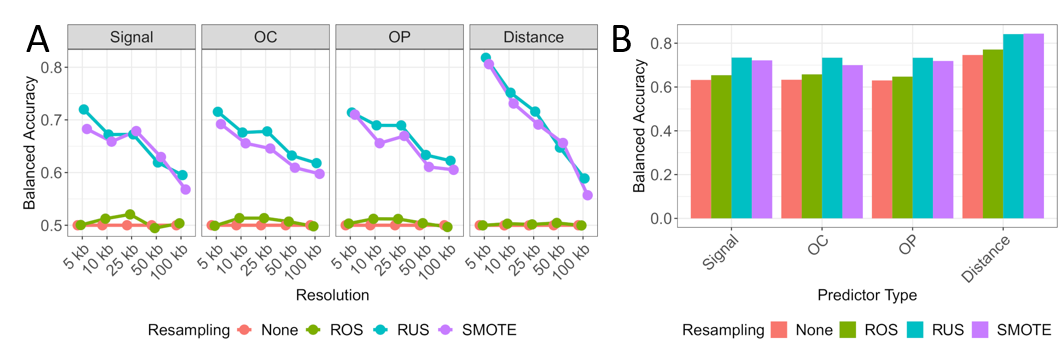 A
Signal
OC
OP
Distance
Balanced Accuracy
0.8
0.7
0.6
0.5
5 kb
10 kb
25 kb
50 kb
100 kb
5 kb
10 kb
25 kb
50 kb
100 kb
5 kb
10 kb
25 kb
50 kb
100 kb
5 kb
10 kb
25 kb
50 kb
100 kb
Resolution
Resampling None ROS RUS SMOTE
B
Balanced Accuracy
0.8
0.6
0.4
0.2
0.0
Signal
OC
OP
Distance
Predictor Type
Resampling None ROS RUS SMOTE